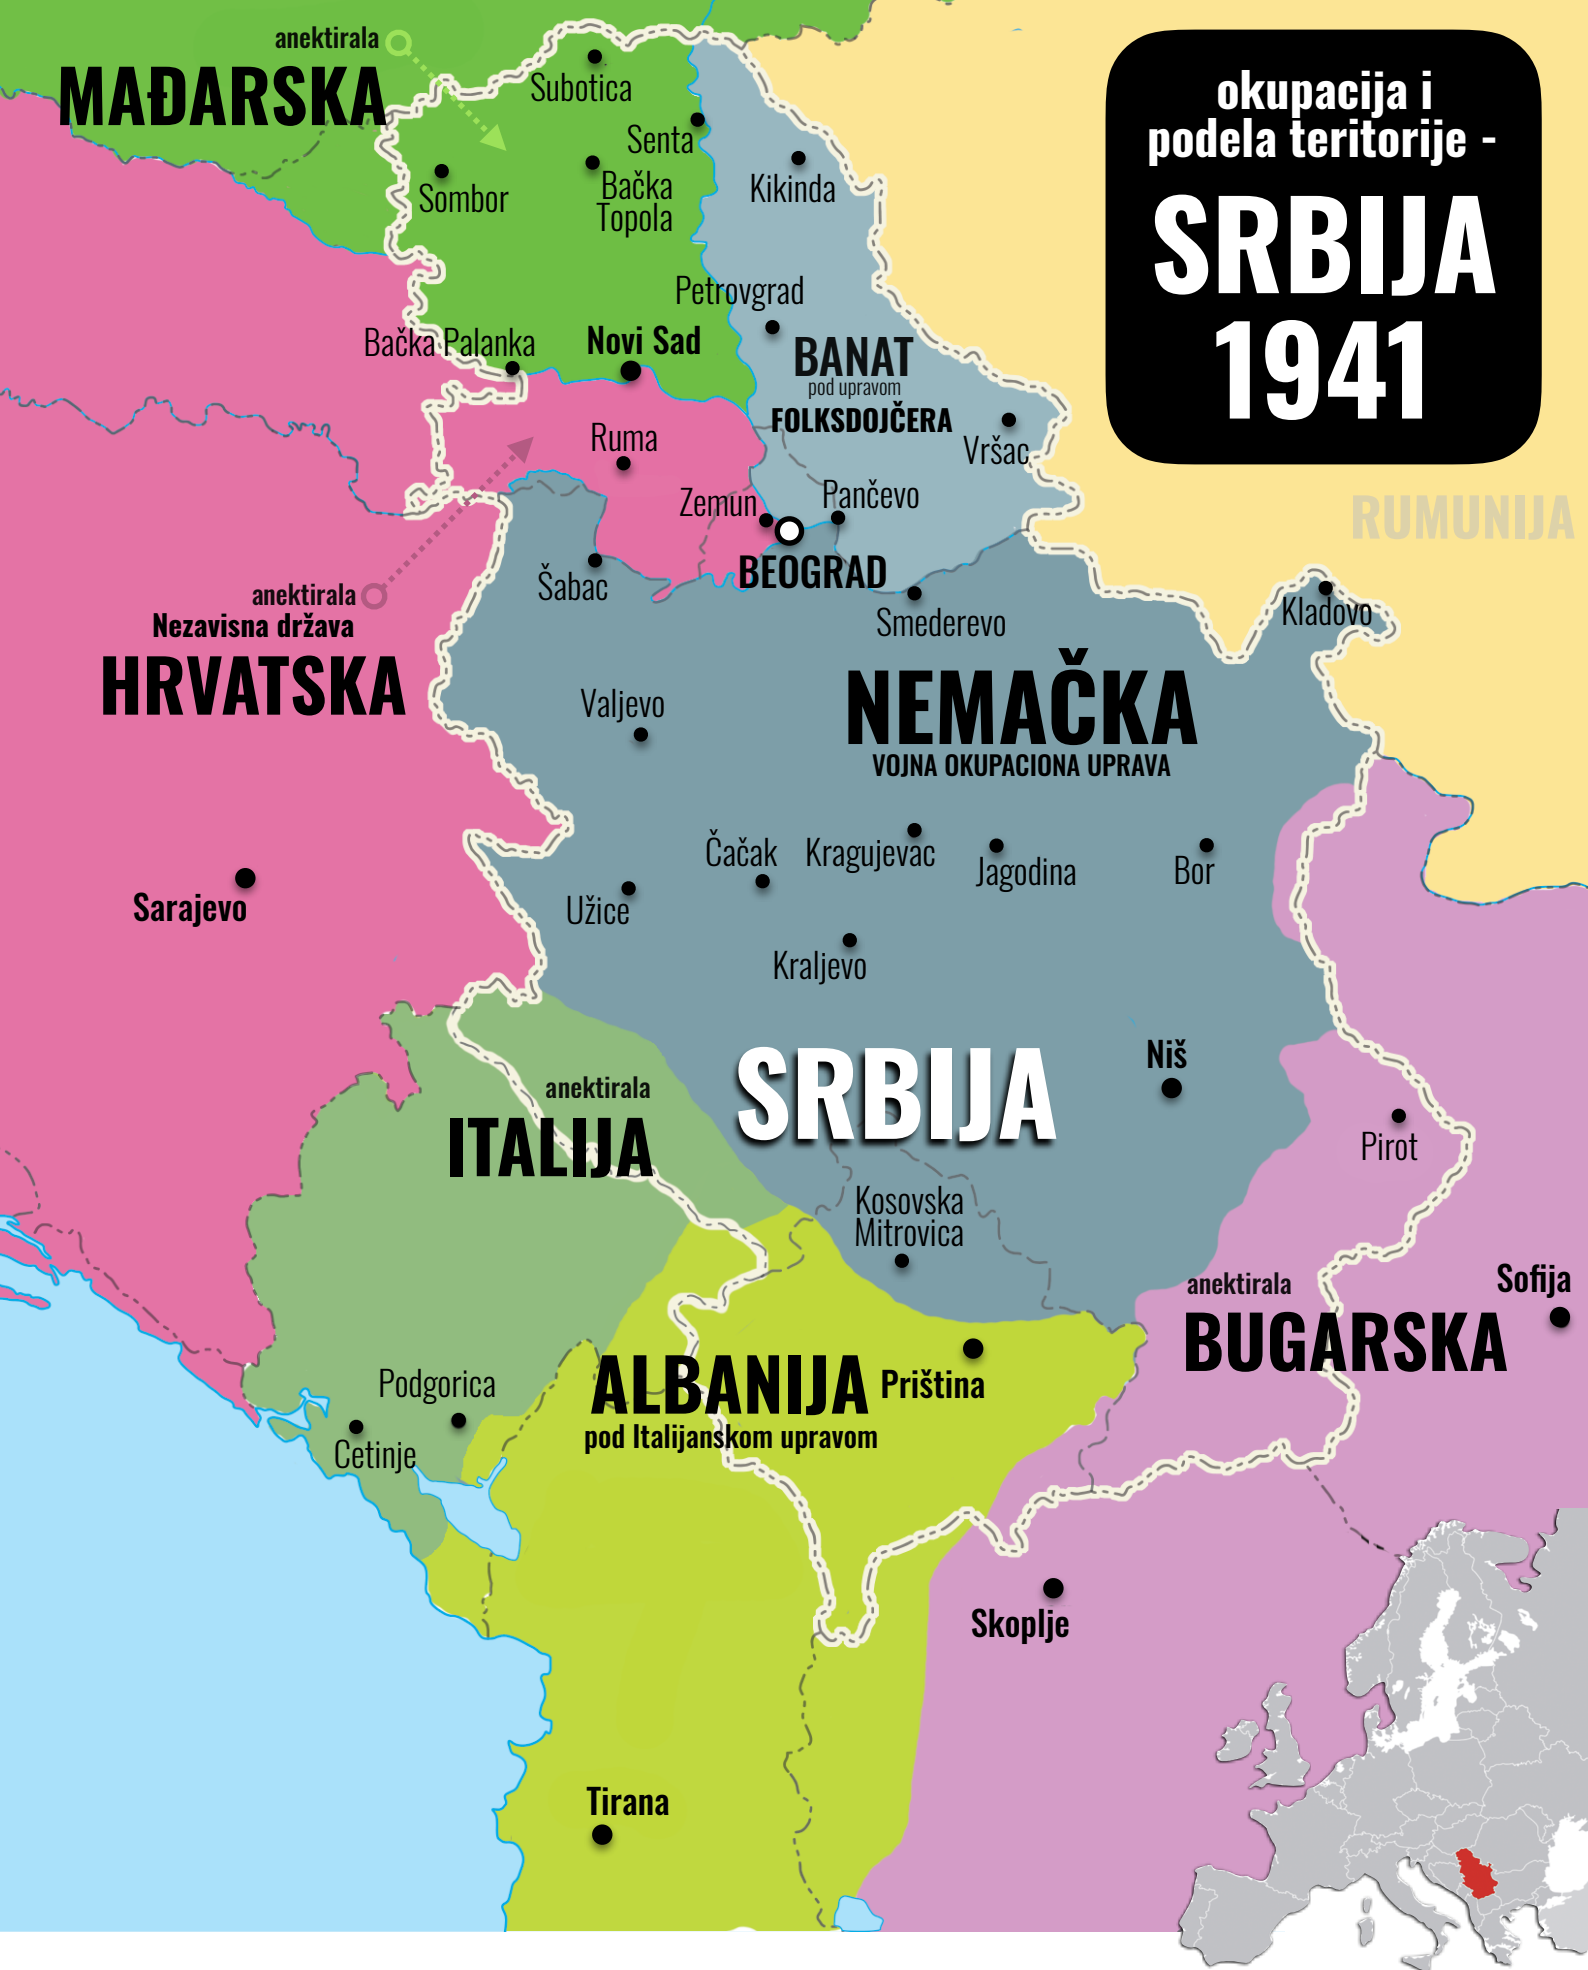 okupacija i
podela teritorije -
SRBIJA
1941
anektirala
MAĐARSKA
Subotica
Senta
Sombor
Bačka
Topola
Kikinda
Petrovgrad
Bačka Palanka
Novi Sad
BANAT
pod upravom
FOLKSDOJČERA
Ruma
Vršac
Zemun
Pančevo
RUMUNIJA
BEOGRAD
Šabac
Smederevo
Kladovo
anektirala
Nezavisna država
HRVATSKA
Valjevo
NEMAČKA
VOJNA OKUPACIONA UPRAVA
Čačak
Kragujevac
Jagodina
Bor
Sarajevo
Užice
Kraljevo
SRBIJA
Niš
anektirala
ITALIJA
Pirot
Kosovska
Mitrovica
anektirala
BUGARSKA
Sofija
Podgorica
Cetinje
ALBANIJA
pod Italijanskom upravom
Priština
Skoplje
Tirana